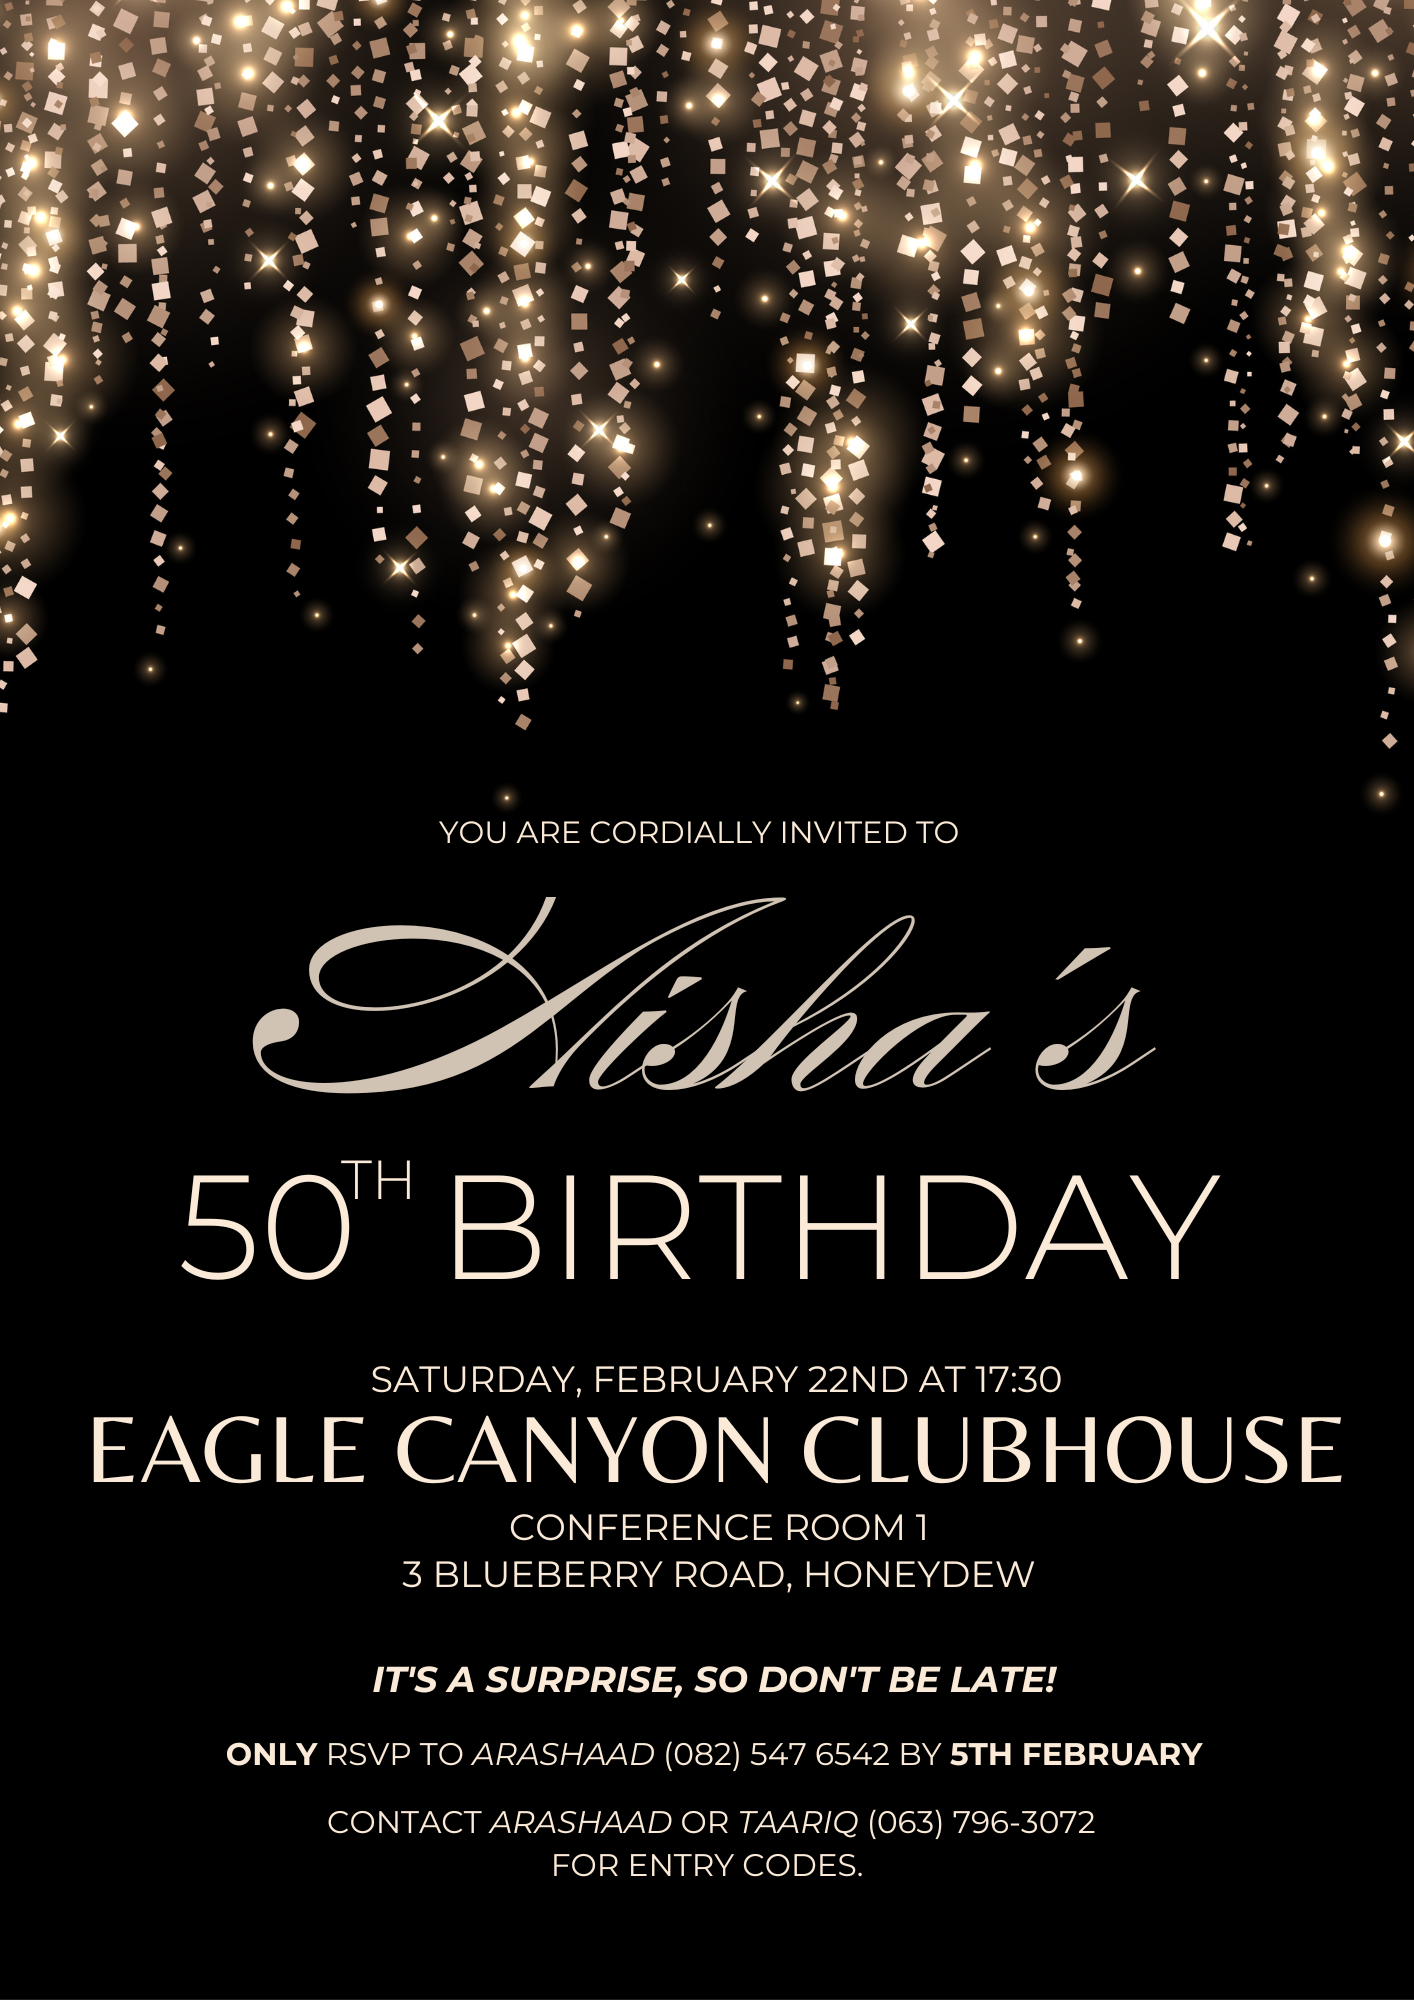 YOU ARE CORDIALLY INVITED TO
Aisha's
50TH BIRTHDAY
SATURDAY, FEBRUARY 22ND AT 17:30
EAGLE CANYON CLUBHOUSE
CONFERENCE ROOM 1
3 BLUEBERRY ROAD, HONEYDEW
IT'S A SURPRISE, SO DON'T BE LATE!
ONLY RSVP TO ARASHAAD (082) 547 6542 BY 5TH FEBRUARY
CONTACT ARASHAAD OR TAARIQ (063) 796-3072
FOR ENTRY CODES.